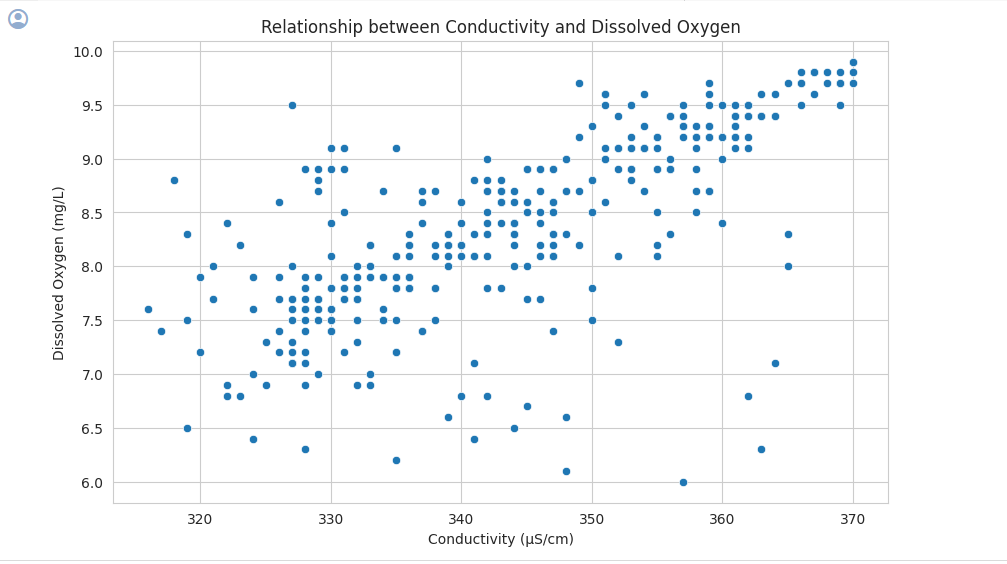 Relationship between Conductivity and Dissolved Oxygen
Dissolved Oxygen (mg/L)
10.0
9.5
9.0
8.5
8.0
7.5
7.0
6.5
6.0
320 330 340 350 360 370
Conductivity (µS/cm)